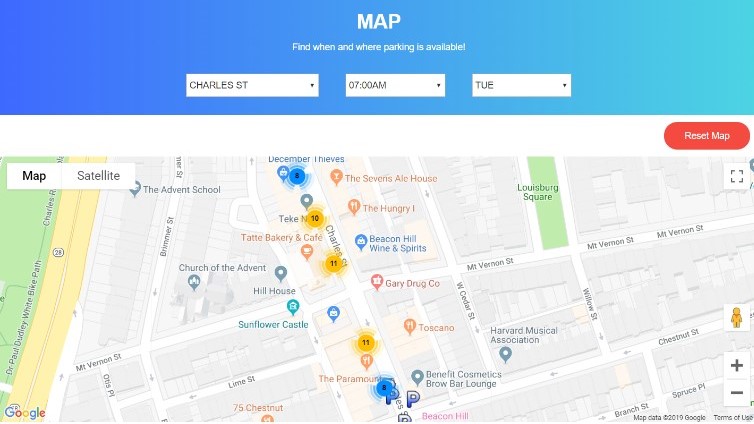 MAP
Find when and where parking is available!
CHARLES ST
07:00AM
TUE
Reset Map
Map
Satellite
December Thieves
8
The Sevens Ale House
The Advent School
Louisburg
Square
Teke
10
The Hungry I
Brimmer St
Charles St
Tatte Bakery & Café
Beacon Hill
Wine & Spirits
Mt Vernon St
28
11
Mt Vernon St
Church of the Advent
Hill House
Gary Drug Co
W Cedar St
Willow St
Sunflower Castle
Toscano
Harvard Musical
Association
Dr Paul Dudley White Bike Path
11
Chestnut St
Mt Vernon St
The Paramount
Benefit Cosmetics
Brow Bar Lounge
Otis Pl
Lime St
8
Spruce Pl
75 Chestnut
Beacon Hill
Branch St
Google
Map data ©2019 Google
Terms of Use